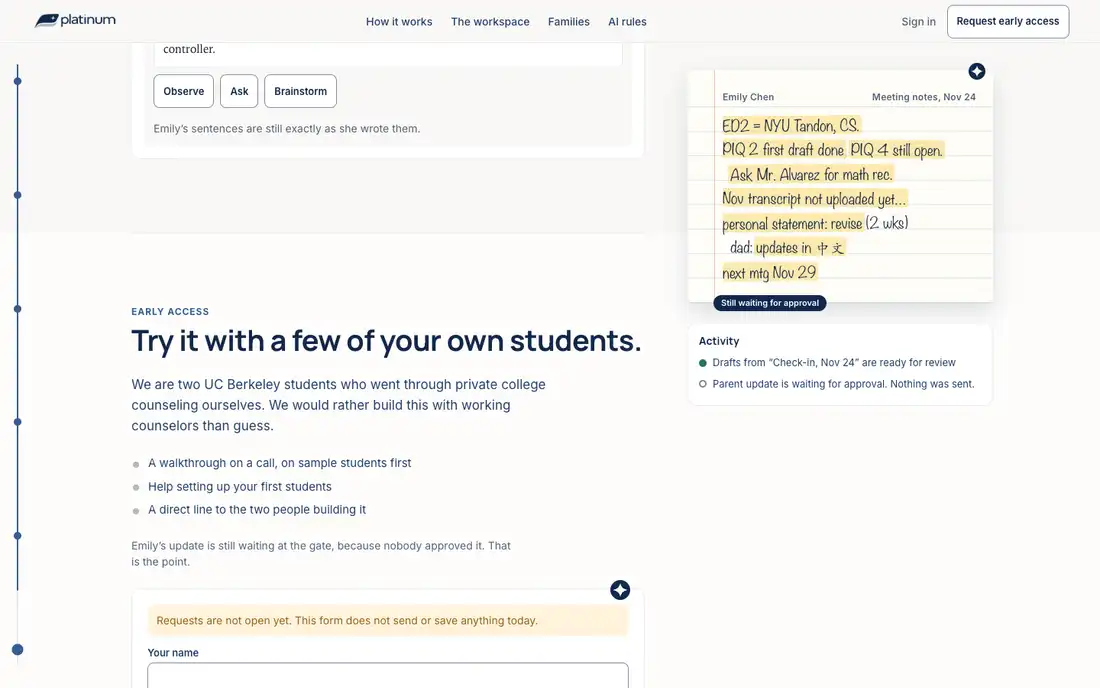 platinum
How it works
The workspace
Families
AI rules
Sign in
Request early access
controller.
Observe
Ask
Brainstorm
Emily’s sentences are still exactly as she wrote them.
EARLY ACCESS
Try it with a few of your own students.
We are two UC Berkeley students who went through private college
counseling ourselves. We would rather build this with working
counselors than guess.
A walkthrough on a call, on sample students first
Help setting up your first students
A direct line to the two people building it
Emily’s update is still waiting at the gate, because nobody approved it. That
is the point.
Requests are not open yet. This form does not send or save anything today.
Your name
Emily Chen
Meeting notes, Nov 24
ED2 = NYU Tandon, CS.
PIQ 2 first draft done PIQ 4 still open.
Ask Mr. Alvarez for math rec.
Nov transcript not uploaded yet...
personal statement: revise (2 wks)
dad: updates in 中文
next mtg Nov 29
Still waiting for approval
Activity
Drafts from “Check-in, Nov 24” are ready for review
Parent update is waiting for approval. Nothing was sent.